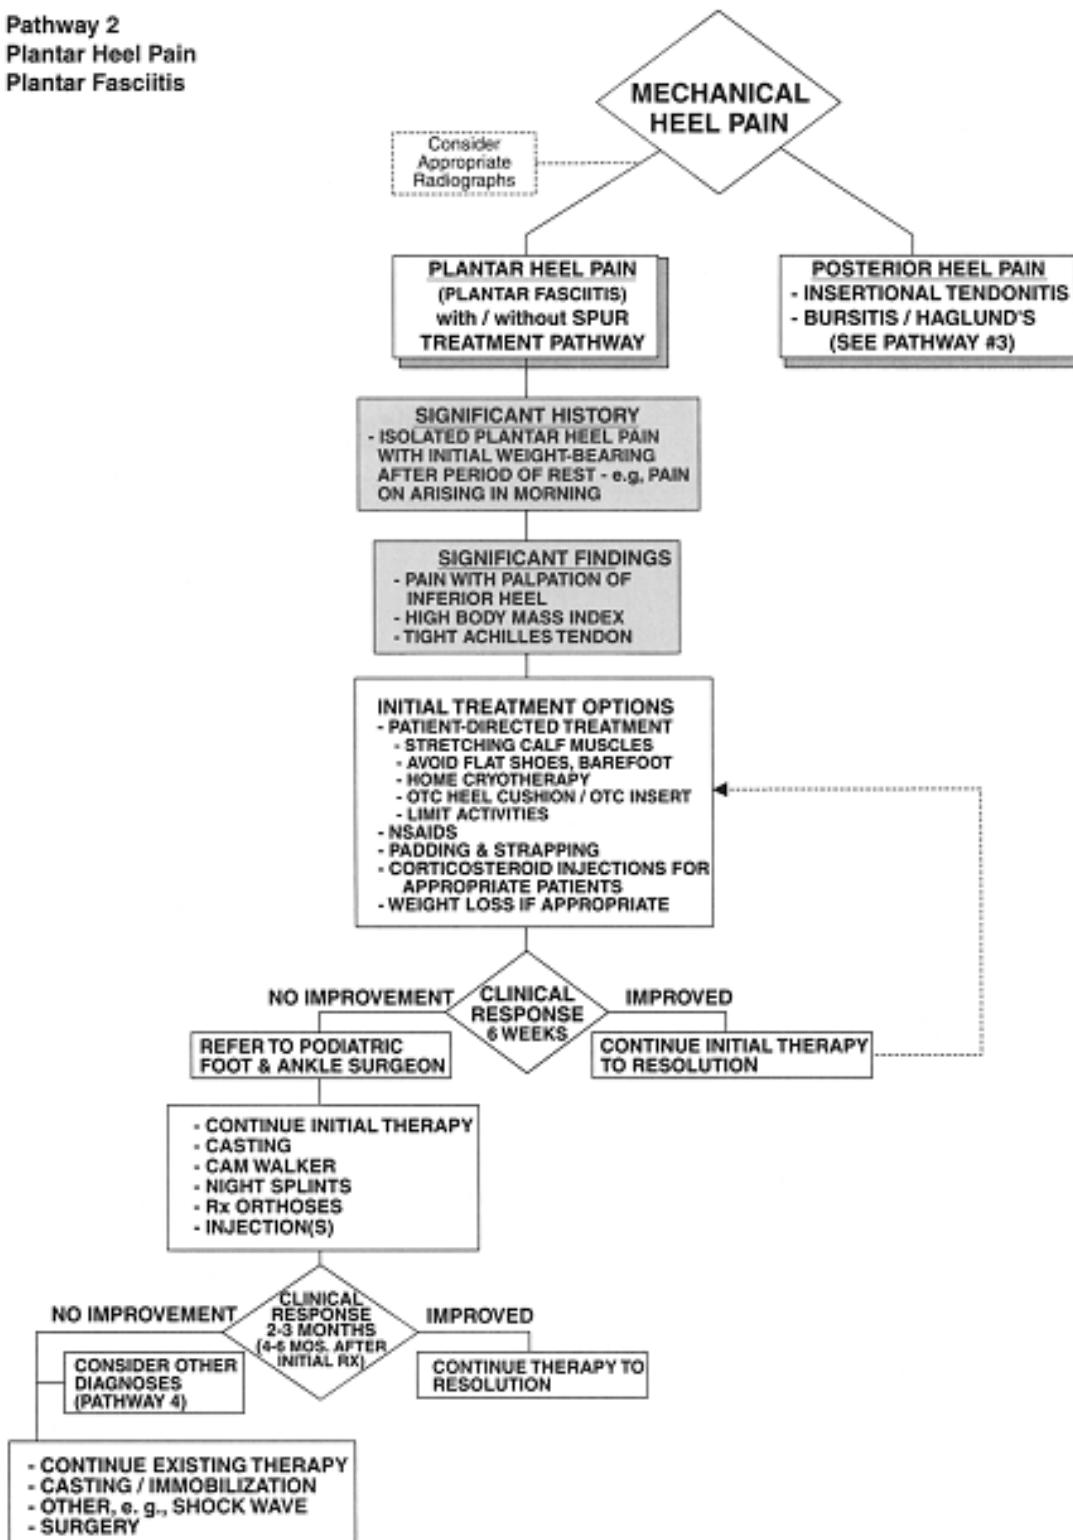 Pathway 2
Plantar Heel Pain
Plantar Fasciitis
MECHANICAL
HEEL PAIN
Consider
Appropriate
Radiographs
PLANTAR HEEL PAIN
(PLANTAR FASCIITIS)
with / without SPUR
TREATMENT PATHWAY
POSTERIOR HEEL PAIN
- INSERTIONAL TENDONITIS
- BURSITIS / HAGLUND'S
(SEE PATHWAY #3)
SIGNIFICANT HISTORY
- ISOLATED PLANTAR HEEL PAIN
WITH INITIAL WEIGHT-BEARING
AFTER PERIOD OF REST - e.g, PAIN
ON ARISING IN MORNING
SIGNIFICANT FINDINGS
- PAIN WITH PALPATION OF
INFERIOR HEEL
- HIGH BODY MASS INDEX
- TIGHT ACHILLES TENDON
INITIAL TREATMENT OPTIONS
- PATIENT-DIRECTED TREATMENT
- STRETCHING CALF MUSCLES
- AVOID FLAT SHOES, BAREFOOT
- HOME CRYOTHERAPY
- OTC HEEL CUSHION / OTC INSERT
- LIMIT ACTIVITIES
- NSAIDS
- PADDING & STRAPPING
- CORTICOSTEROID INJECTIONS FOR
APPROPRIATE PATIENTS
- WEIGHT LOSS IF APPROPRIATE
CLINICAL
RESPONSE
6 WEEKS
NO IMPROVEMENT
IMPROVED
REFER TO PODIATRIC
FOOT & ANKLE SURGEON
CONTINUE INITIAL THERAPY
TO RESOLUTION
- CONTINUE INITIAL THERAPY
- CASTING
- CAM WALKER
- NIGHT SPLINTS
- Rx ORTHOSES
- INJECTION(S)
CLINICAL
RESPONSE
2-3 MONTHS
(4-6 MOS. AFTER
INITIAL RX)
NO IMPROVEMENT
IMPROVED
CONSIDER OTHER
DIAGNOSES
(PATHWAY 4)
CONTINUE THERAPY TO
RESOLUTION
- CONTINUE EXISTING THERAPY
- CASTING / IMMOBILIZATION
- OTHER, e. g., SHOCK WAVE
- SURGERY